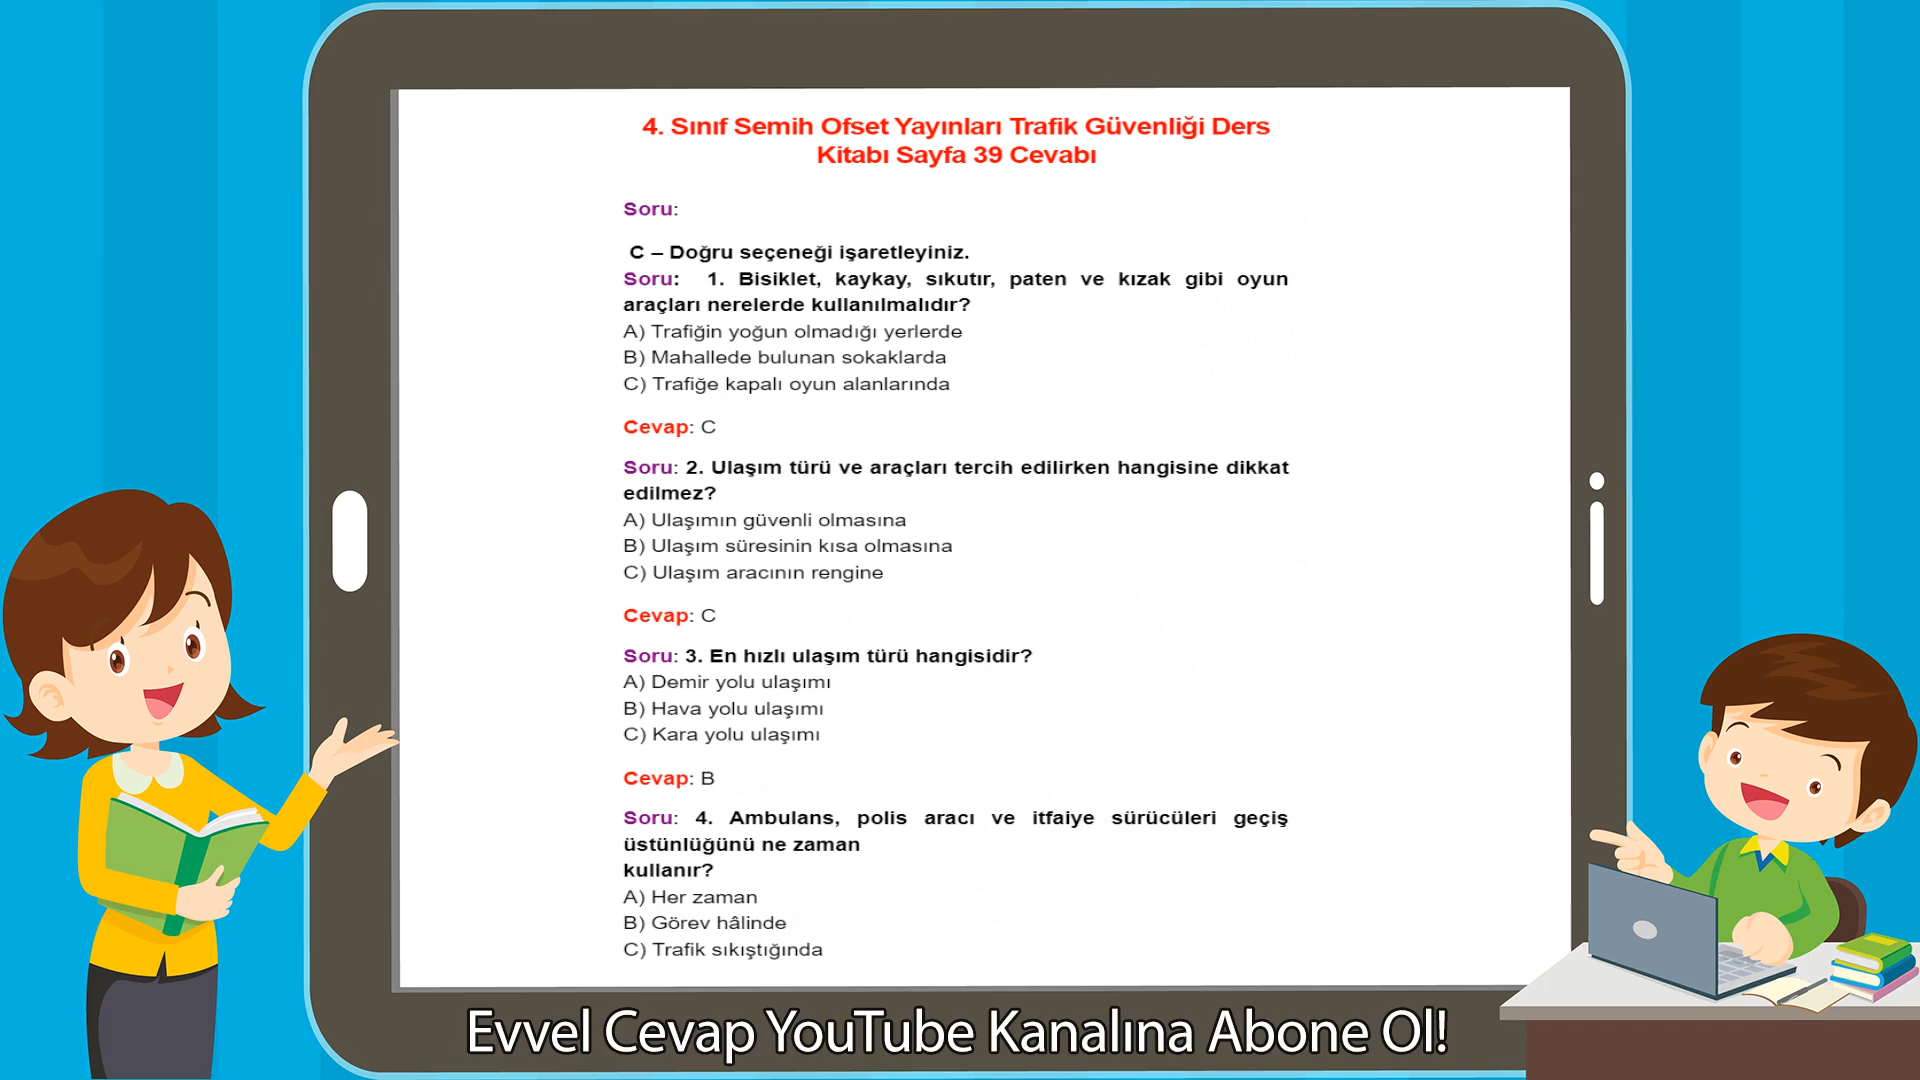 4. Sınıf Semih Ofset Yayınları Trafik Güvenliği Ders
Kitabı Sayfa 39 Cevabı
Soru:
C – Doğru seçeneği işaretleyiniz.
Soru: 1. Bisiklet, kaykay, sıkutır, paten ve kızak gibi oyun
araçları nerelerde kullanılmalıdır?
A) Trafiğin yoğun olmadığı yerlerde
B) Mahallede bulunan sokaklarda
C) Trafiğe kapalı oyun alanlarında
Cevap: C
Soru: 2. Ulaşım türü ve araçları tercih edilirken hangisine dikkat
edilmez?
A) Ulaşımın güvenli olmasına
B) Ulaşım süresinin kısa olmasına
C) Ulaşım aracının rengine
Cevap: C
Soru: 3. En hızlı ulaşım türü hangisidir?
A) Demir yolu ulaşımı
B) Hava yolu ulaşımı
C) Kara yolu ulaşımı
Cevap: B
Soru: 4. Ambulans, polis aracı ve itfaiye sürücüleri geçiş
üstünlüğünü ne zaman
kullanır?
A) Her zaman
B) Görev hâlinde
C) Trafik sıkıştığında
Evvel Cevap YouTube Kanalına Abone Ol!